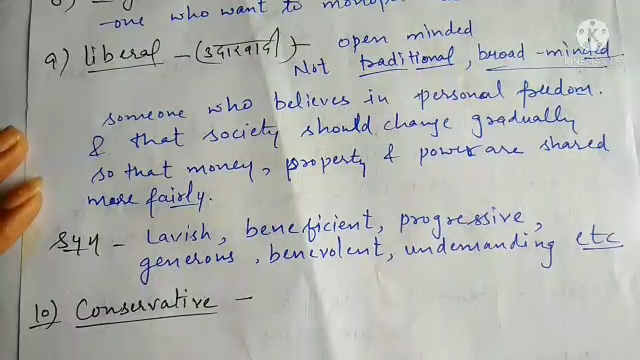 -one who want to monopo
9) liberal - (उदारवादी) - open minded
Not traditional, broad-minded
someone who believes in personal freedom.
& that society should change gradually
so that money, property & power are shared
more fairly.
Syn - Lavish, beneficient, progressive,
generous, benevolent, undemanding etc
10) Conservative -